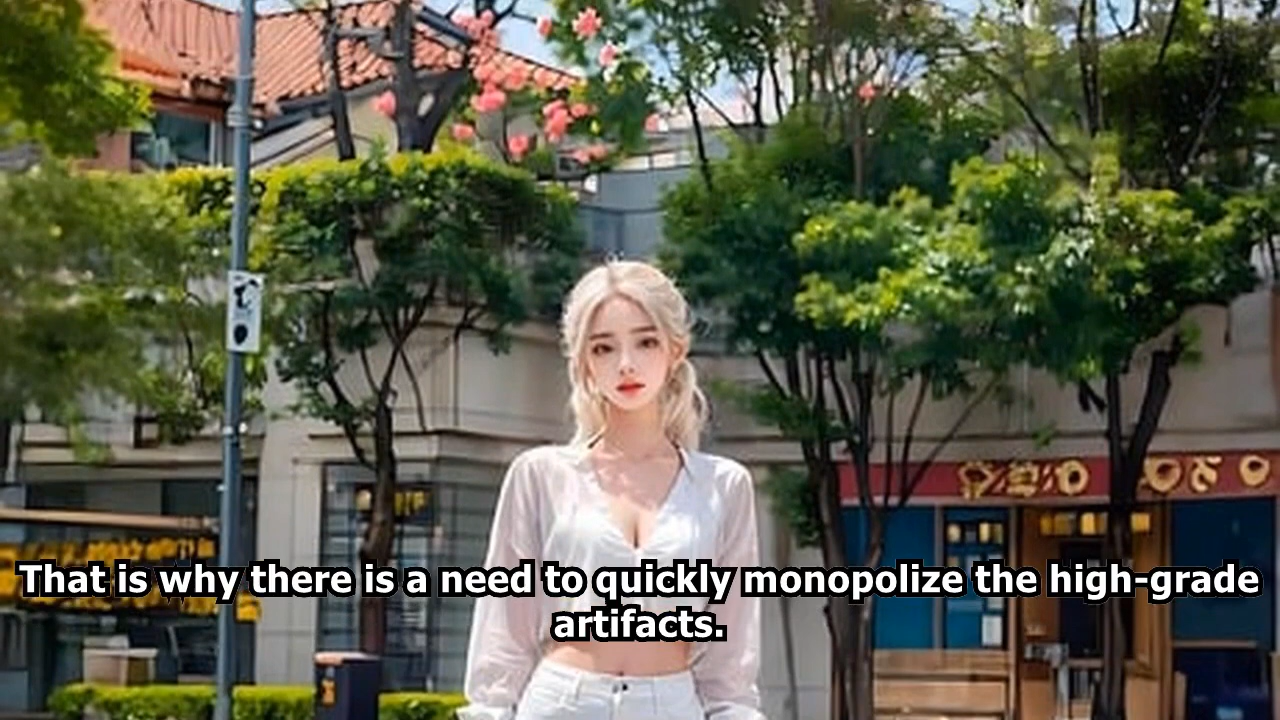 That is why there is a need to quickly monopolize the high-grade
artifacts.